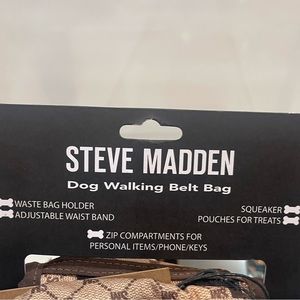 STEVE MADDEN
Dog Walking Belt Bag
WASTE BAG HOLDER
ADJUSTABLE WAIST BAND
SQUEAKER
POUCHES FOR TREATS
ZIP COMPARTMENTS FOR
PERSONAL ITEMS/PHONE/KEYS